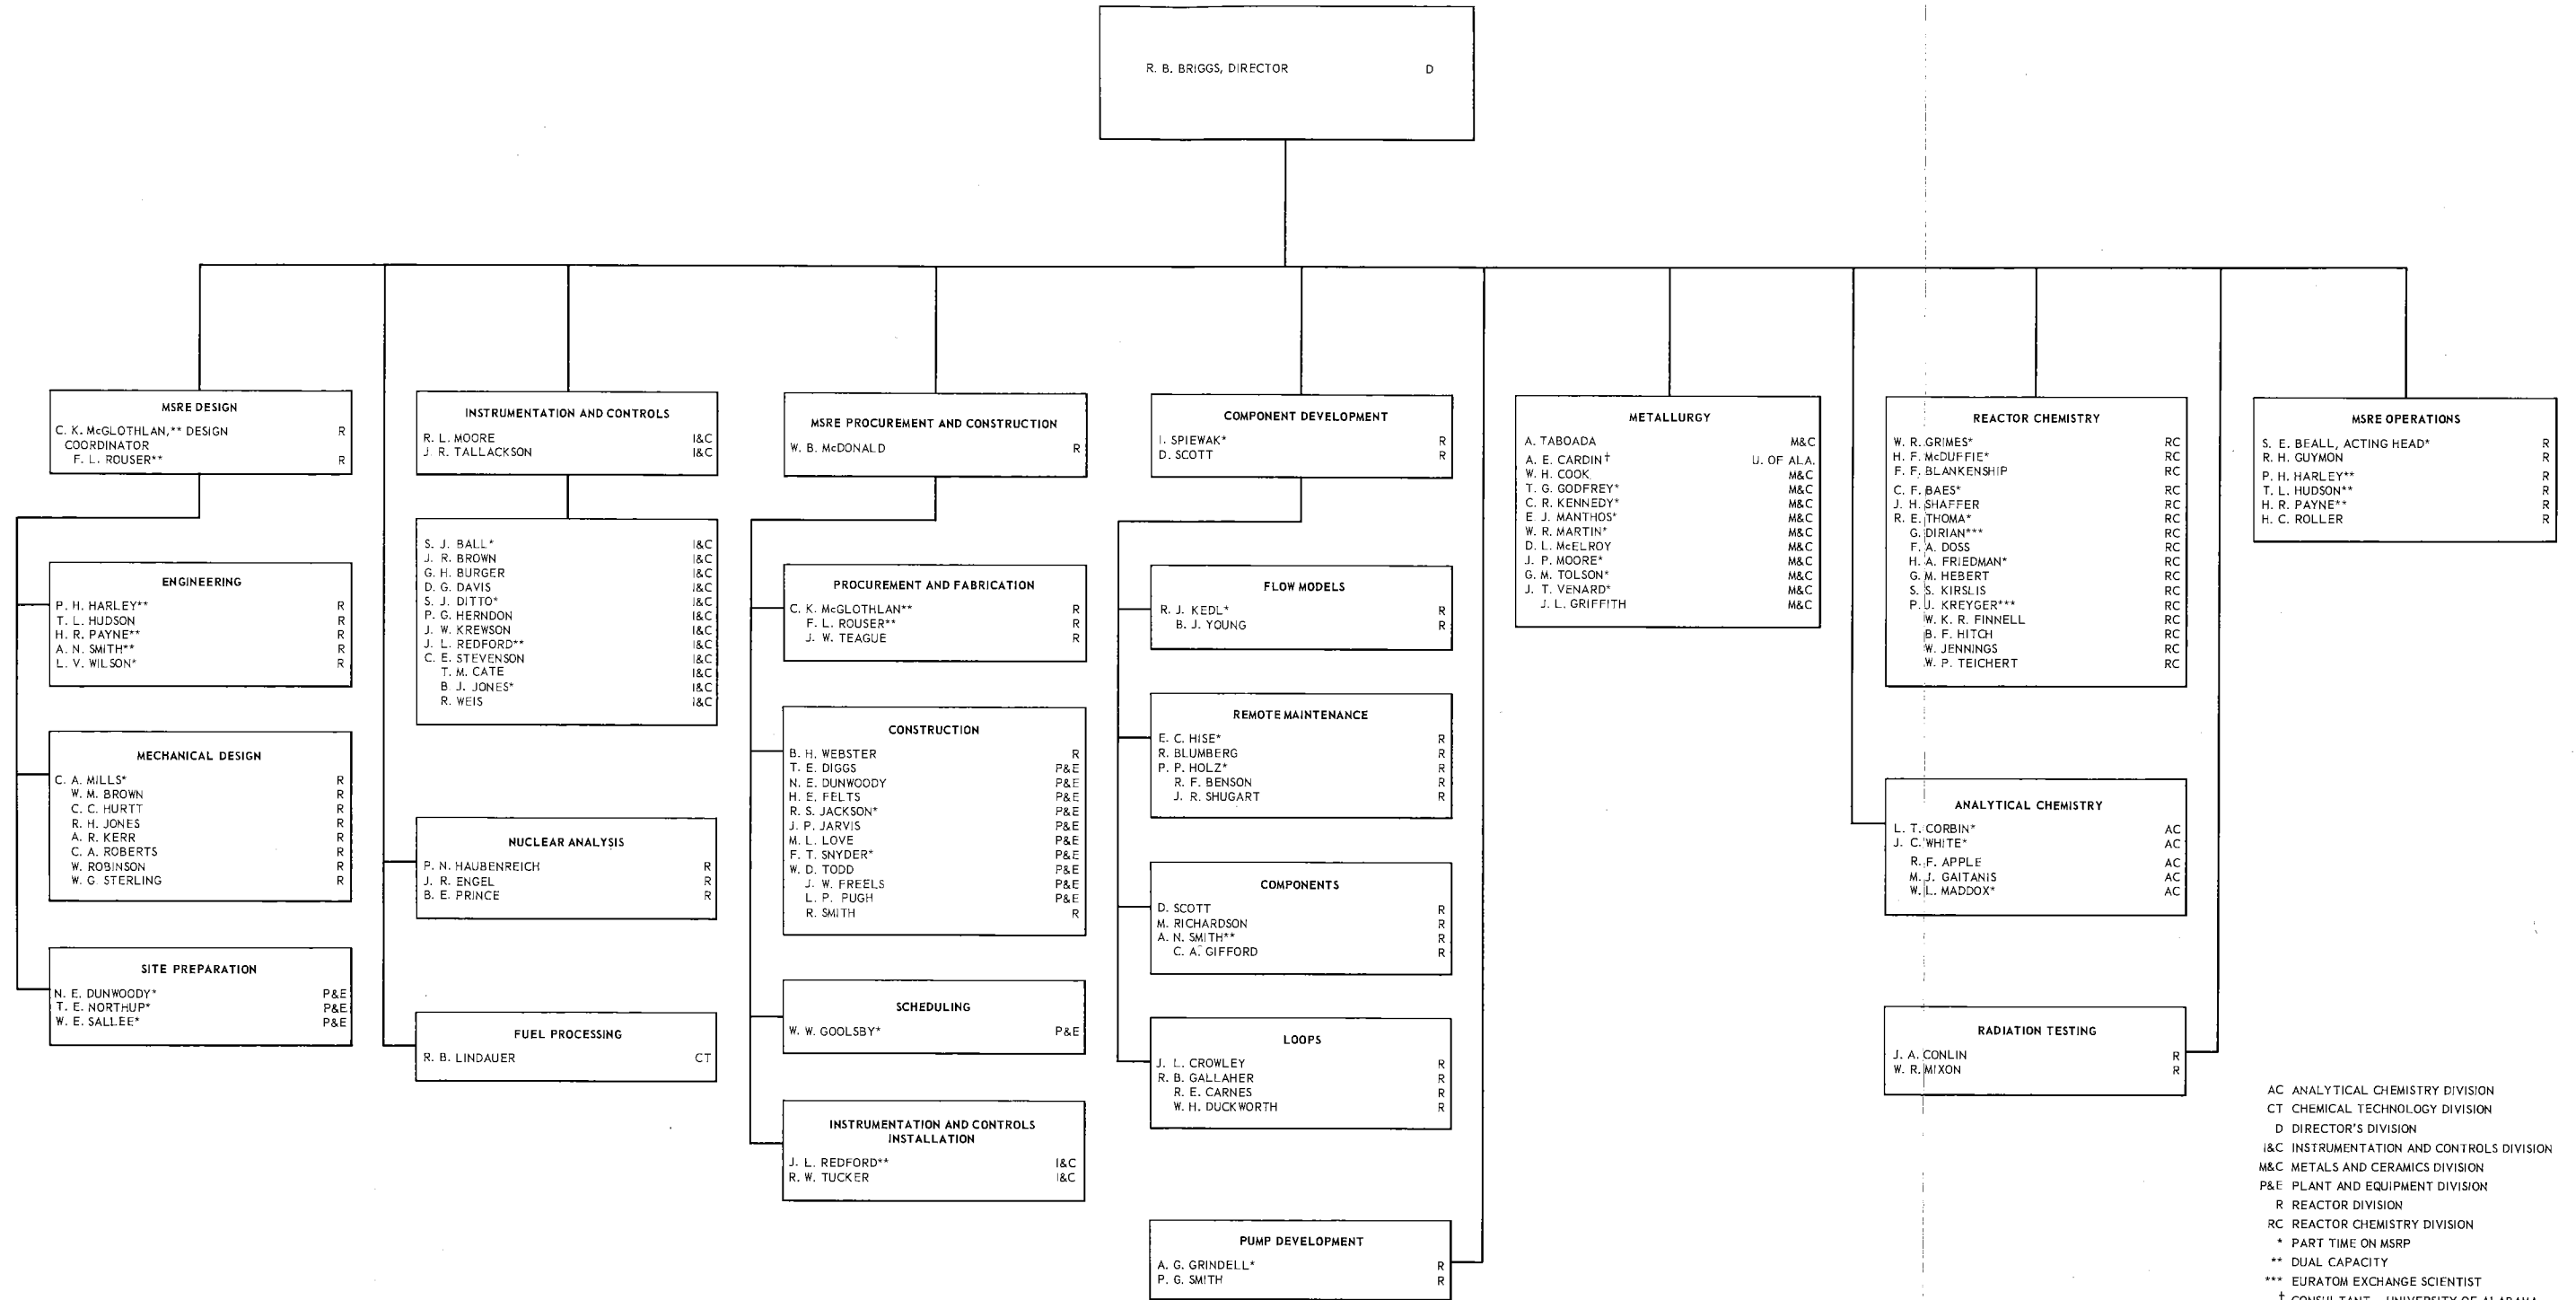 R. B. BRIGGS, DIRECTOR D
MSRE DESIGN
C. K. McGLOTHLAN,** DESIGN R
COORDINATOR
F. L. ROUSER** R
ENGINEERING
P. H. HARLEY** R
T. L. HUDSON R
H. R. PAYNE** R
A. N. SMITH** R
L. V. WILSON* R
MECHANICAL DESIGN
C. A. MILLS* R
W. M. BROWN R
C. C. HURTT R
R. H. JONES R
A. R. KERR R
C. A. ROBERTS R
W. ROBINSON R
W. G. STERLING R
SITE PREPARATION
N. E. DUNWOODY* P&E
T. E. NORTHUP* P&E
W. E. SALLEE* P&E
INSTRUMENTATION AND CONTROLS
R. L. MOORE I&C
J. R. TALLACKSON I&C
S. J. BALL* I&C
J. R. BROWN I&C
G. H. BURGER I&C
D. G. DAVIS I&C
S. J. DITTO* I&C
P. G. HERNDON I&C
J. W. KREWSON I&C
J. L. REDFORD** I&C
C. E. STEVENSON I&C
T. M. CATE I&C
B. J. JONES* I&C
R. WEIS I&C
NUCLEAR ANALYSIS
P. N. HAUBENREICH R
J. R. ENGEL R
B. E. PRINCE R
FUEL PROCESSING
R. B. LINDAUER CT
MSRE PROCUREMENT AND CONSTRUCTION
W. B. McDONALD R
PROCUREMENT AND FABRICATION
C. K. McGLOTHLAN** R
F. L. ROUSER** R
J. W. TEAGUE R
CONSTRUCTION
B. H. WEBSTER R
T. E. DIGGS P&E
N. E. DUNWOODY P&E
H. E. FELTS P&E
R. S. JACKSON* P&E
J. P. JARVIS P&E
M. L. LOVE P&E
F. T. SNYDER* P&E
W. D. TODD P&E
J. W. FREELS P&E
L. P. PUGH P&E
R. SMITH R
SCHEDULING
W. W. GOOLSBY* P&E
INSTRUMENTATION AND CONTROLS
INSTALLATION
J. L. REDFORD** I&C
R. W. TUCKER I&C
COMPONENT DEVELOPMENT
I. SPIEWAK* R
D. SCOTT R
FLOW MODELS
R. J. KEDL* R
B. J. YOUNG R
REMOTE MAINTENANCE
E. C. HISE* R
R. BLUMBERG R
P. P. HOLZ* R
R. F. BENSON R
J. R. SHUGART R
COMPONENTS
D. SCOTT R
M. RICHARDSON R
A. N. SMITH** R
C. A. GIFFORD R
LOOPS
J. L. CROWLEY R
R. B. GALLAHER R
R. E. CARNES R
W. H. DUCKWORTH R
PUMP DEVELOPMENT
A. G. GRINDELL* R
P. G. SMITH R
METALLURGY
A. TABOADA M&C
A. E. CARDIN† U. OF ALA.
W. H. COOK M&C
T. G. GODFREY* M&C
C. R. KENNEDY* M&C
E. J. MANTHOS* M&C
W. R. MARTIN* M&C
D. L. McELROY M&C
J. P. MOORE* M&C
G. M. TOLSON* M&C
J. T. VENARD* M&C
J. L. GRIFFITH M&C
REACTOR CHEMISTRY
W. R. GRIMES* RC
H. F. McDUFFIE* RC
F. F. BLANKENSHIP RC
C. F. BAES* RC
J. H. SHAFFER RC
R. E. THOMA* RC
G. DIRIAN*** RC
F. A. DOSS RC
H. A. FRIEDMAN* RC
G. M. HEBERT RC
S. S. KIRSLIS RC
P. J. KREYGER*** RC
W. K. R. FINNELL RC
B. F. HITCH RC
W. JENNINGS RC
W. P. TEICHERT RC
ANALYTICAL CHEMISTRY
L. T. CORBIN* AC
J. C. WHITE* AC
R. F. APPLE AC
M. J. GAITANIS AC
W. L. MADDOX* AC
RADIATION TESTING
J. A. CONLIN R
W. R. MIXON R
MSRE OPERATIONS
S. E. BEALL, ACTING HEAD* R
R. H. GUYMON R
P. H. HARLEY** R
T. L. HUDSON** R
H. R. PAYNE** R
H. C. ROLLER R
AC ANALYTICAL CHEMISTRY DIVISION
CT CHEMICAL TECHNOLOGY DIVISION
D DIRECTOR'S DIVISION
I&C INSTRUMENTATION AND CONTROLS DIVISION
M&C METALS AND CERAMICS DIVISION
P&E PLANT AND EQUIPMENT DIVISION
R REACTOR DIVISION
RC REACTOR CHEMISTRY DIVISION
* PART TIME ON MSRP
** DUAL CAPACITY
*** EURATOM EXCHANGE SCIENTIST
† CONSULTANT – UNIVERSITY OF ALABAMA